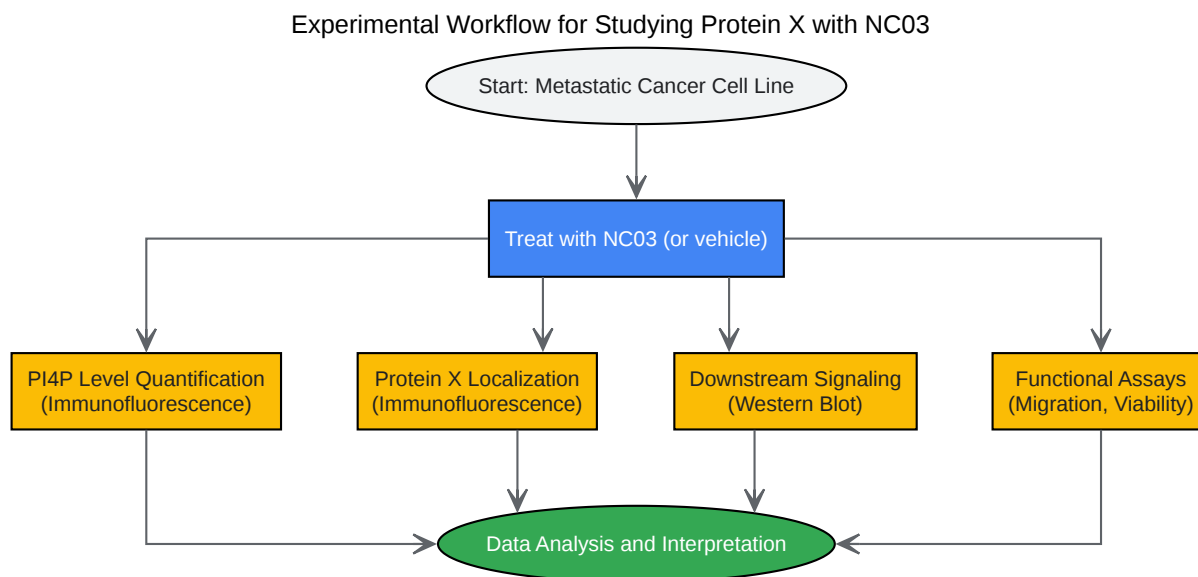 Experimental Workflow for Studying Protein X with NC03
Start: Metastatic Cancer Cell Line
Treat with NC03 (or vehicle)
PI4P Level Quantification
(Immunofluorescence)
Protein X Localization
(Immunofluorescence)
Downstream Signaling
(Western Blot)
Functional Assays
(Migration, Viability)
Data Analysis and Interpretation